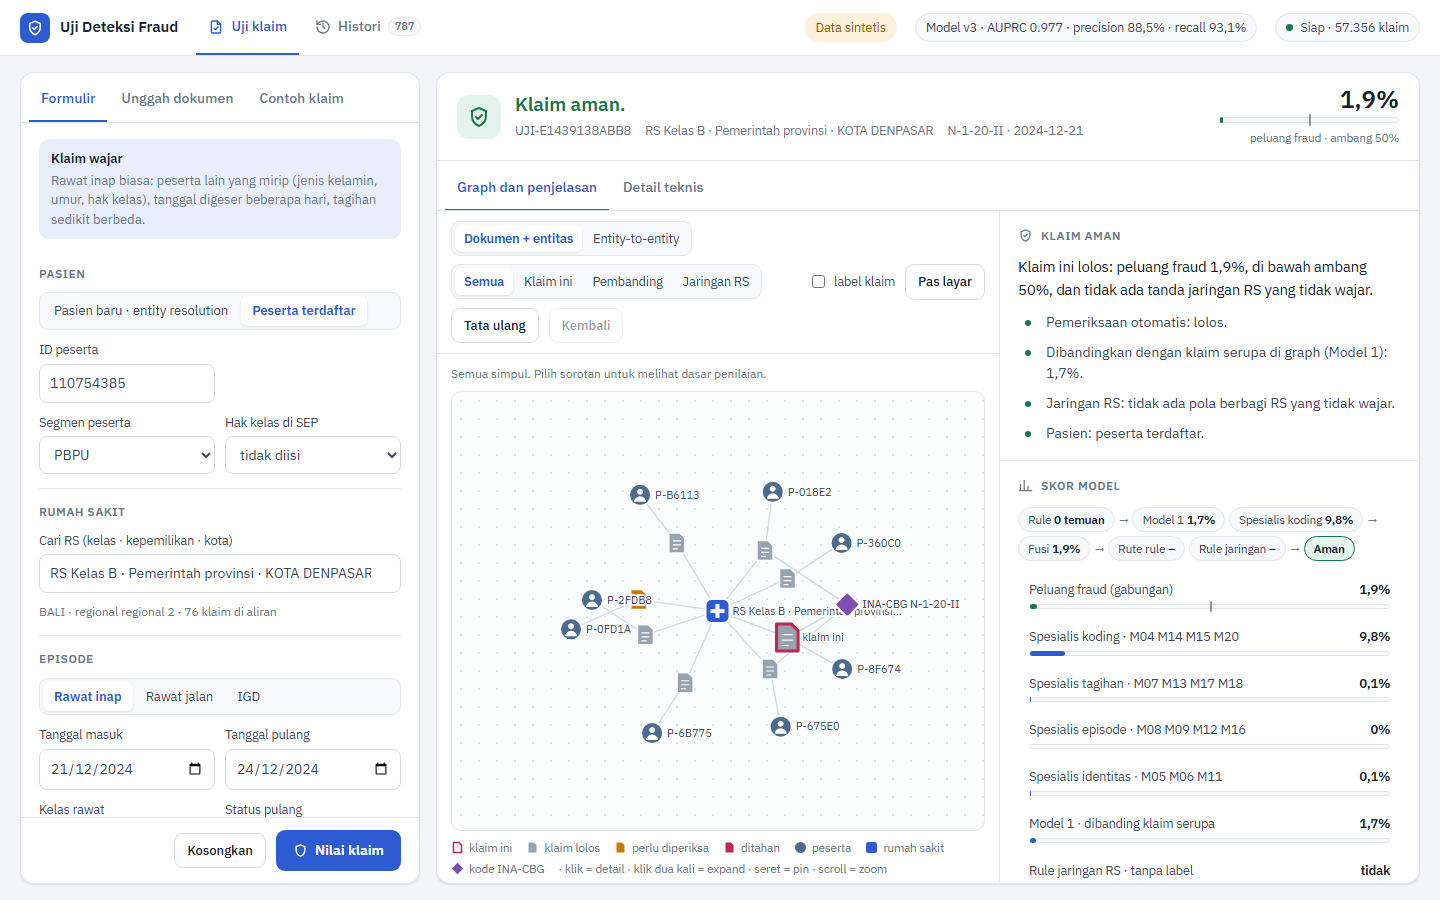 Uji Deteksi Fraud
Uji klaim
Histori 787
Data sintetis
Model v3 · AUPRC 0.977 · precision 88,5% · recall 93,1%
Siap · 57.356 klaim
Formulir
Unggah dokumen
Contoh klaim
Klaim wajar
Rawat inap biasa: peserta lain yang mirip (jenis kelamin,
umur, hak kelas), tanggal digeser beberapa hari, tagihan
sedikit berbeda.
PASIEN
Pasien baru · entity resolution
Peserta terdaftar
ID peserta
110754385
Segmen peserta
Hak kelas di SEP
PBPU
tidak diisi
RUMAH SAKIT
Cari RS (kelas · kepemilikan · kota)
RS Kelas B · Pemerintah provinsi · KOTA DENPASAR
BALI · regional regional 2 · 76 klaim di aliran
EPISODE
Rawat inap
Rawat jalan
IGD
Tanggal masuk
Tanggal pulang
21/12/2024
24/12/2024
Kelas rawat
Status pulang
Kosongkan
Nilai klaim
Klaim aman.
UJI-E1439138ABB8
RS Kelas B · Pemerintah provinsi · KOTA DENPASAR
N-1-20-II · 2024-12-21
1,9%
peluang fraud · ambang 50%
Graph dan penjelasan
Detail teknis
Dokumen + entitas
Entity-to-entity
Semua
Klaim ini
Pembanding
Jaringan RS
label klaim
Pas layar
Tata ulang
Kembali
Semua simpul. Pilih sorotan untuk melihat dasar penilaian.
P-B6113
P-018E2
P-360C0
P-2FDB8
INA-CBG N-1-20-II
RS Kelas B · Pemerintah provinsi…
P-0FD1A
klaim ini
P-8F674
P-6B775
P-675E0
klaim ini
klaim lolos
perlu diperiksa
ditahan
peserta
rumah sakit
kode INA-CBG
· klik = detail · klik dua kali = expand · seret = pin · scroll = zoom
KLAIM AMAN
Klaim ini lolos: peluang fraud 1,9%, di bawah ambang
50%, dan tidak ada tanda jaringan RS yang tidak wajar.
Pemeriksaan otomatis: lolos.
Dibandingkan dengan klaim serupa di graph (Model 1):
1,7%.
Jaringan RS: tidak ada pola berbagi RS yang tidak wajar.
Pasien: peserta terdaftar.
SKOR MODEL
Rule 0 temuan → Model 1 1,7% Spesialis koding 9,8% →
Fusi 1,9% → Rute rule – Rule jaringan – → Aman
Peluang fraud (gabungan) 1,9%
Spesialis koding · M04 M14 M15 M20 9,8%
Spesialis tagihan · M07 M13 M17 M18 0,1%
Spesialis episode · M08 M09 M12 M16 0%
Spesialis identitas · M05 M06 M11 0,1%
Model 1 · dibanding klaim serupa 1,7%
Rule jaringan RS · tanpa label tidak